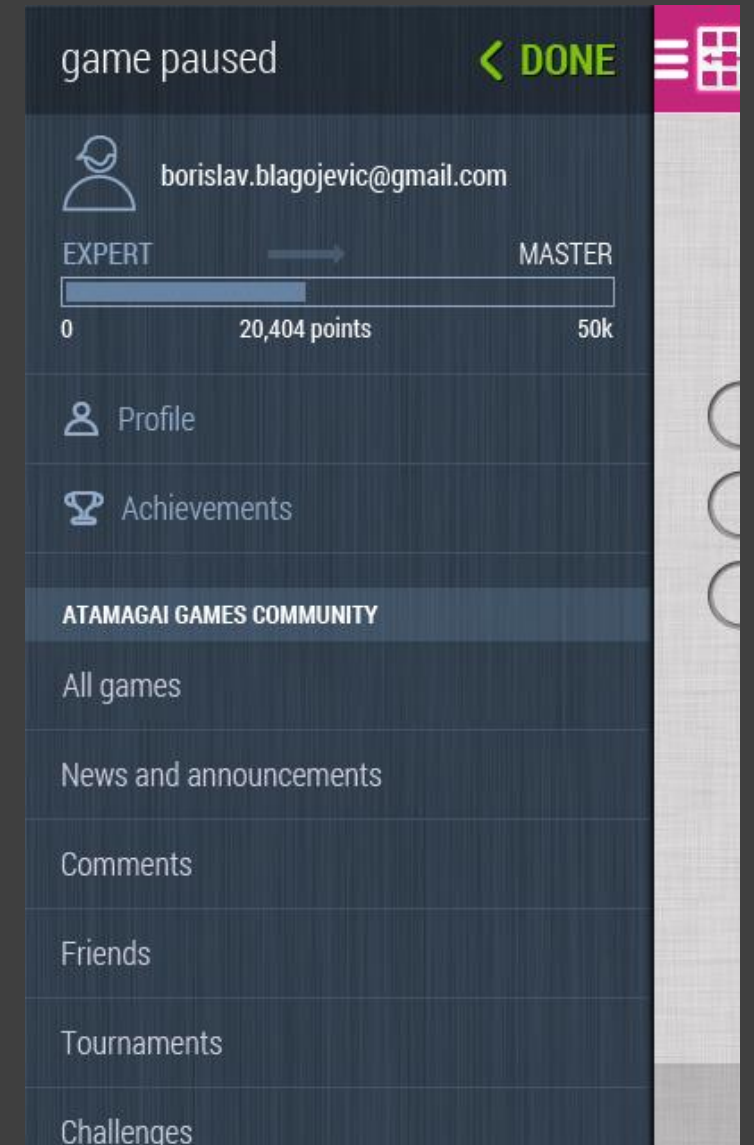 game paused
DONE
borislav.blagojevic@gmail.com
EXPERT MASTER
0 20,404 points 50k
Profile
Achievements
ATAMAGAI GAMES COMMUNITY
All games
News and announcements
Comments
Friends
Tournaments
Challenges